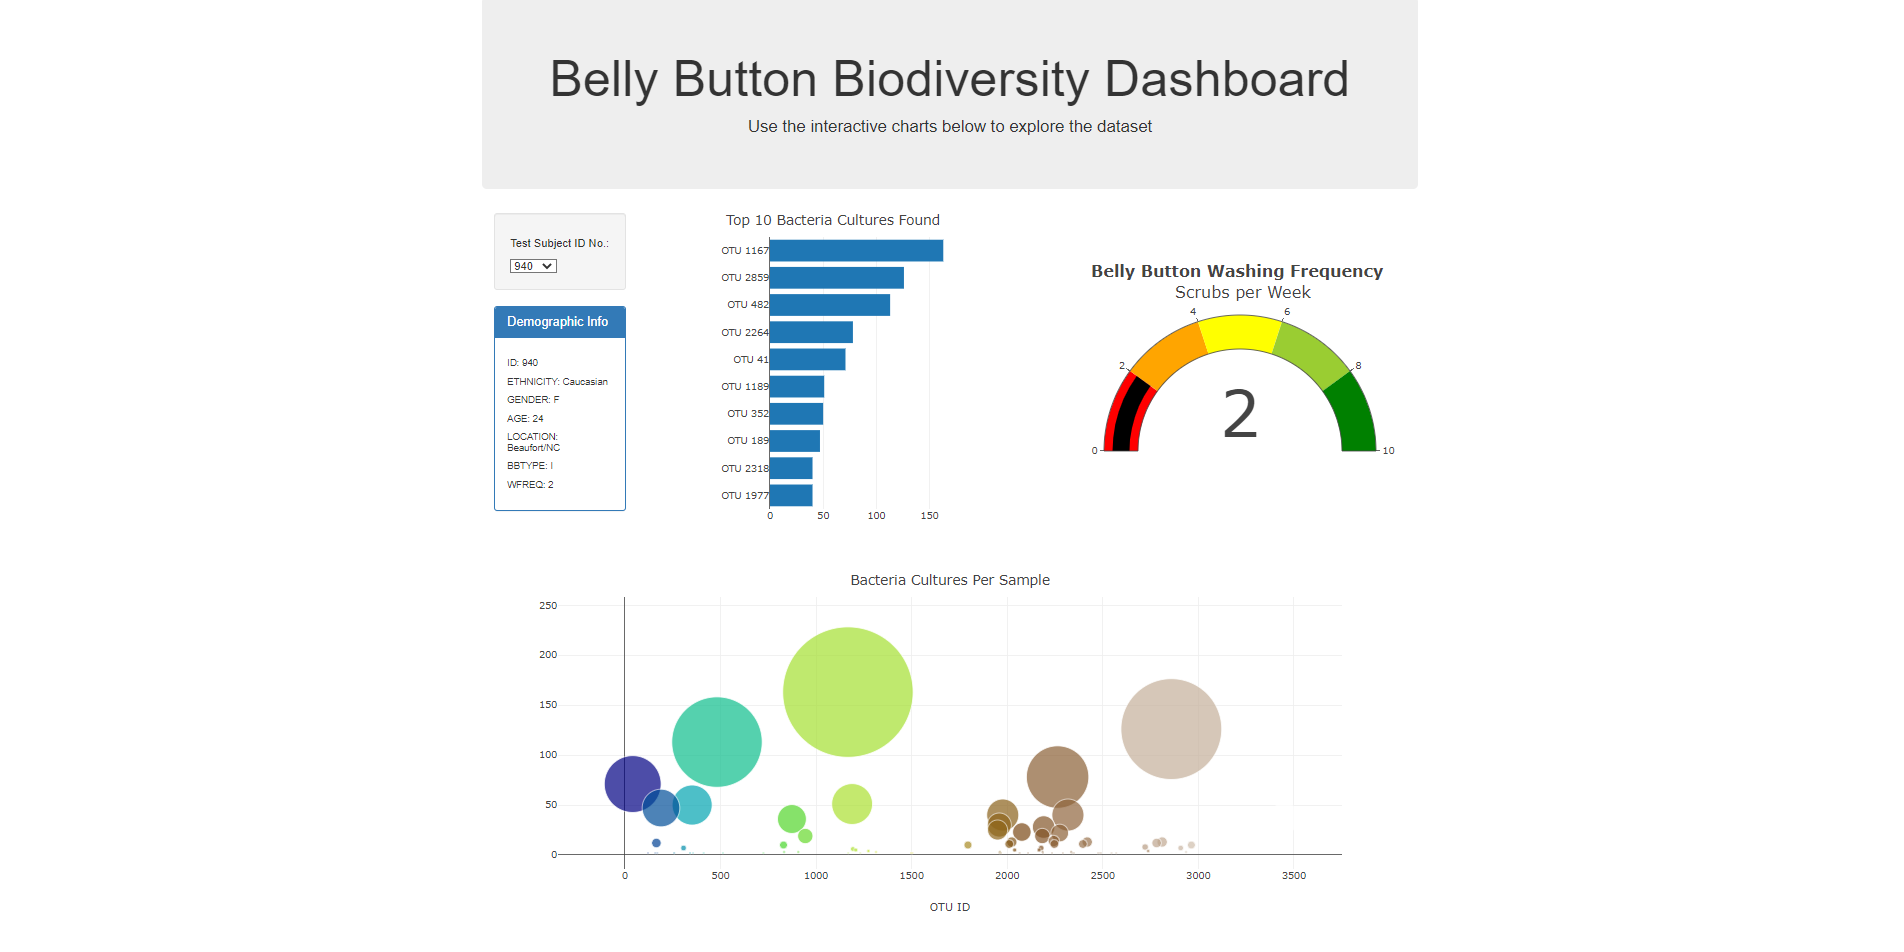 Belly Button Biodiversity Dashboard
Use the interactive charts below to explore the dataset
Test Subject ID No.:
940
Demographic Info
ID: 940
ETHNICITY: Caucasian
GENDER: F
AGE: 24
LOCATION:
Beaufort/NC
BBTYPE: I
WFREQ: 2
Top 10 Bacteria Cultures Found
OTU 1167
OTU 2859
OTU 482
OTU 2264
OTU 41
OTU 1189
OTU 352
OTU 189
OTU 2318
OTU 1977
0 50 100 150
Belly Button Washing Frequency
Scrubs per Week
4 6
2 8
2
0 10
Bacteria Cultures Per Sample
250
200
150
100
50
0
0 500 1000 1500 2000 2500 3000 3500
OTU ID